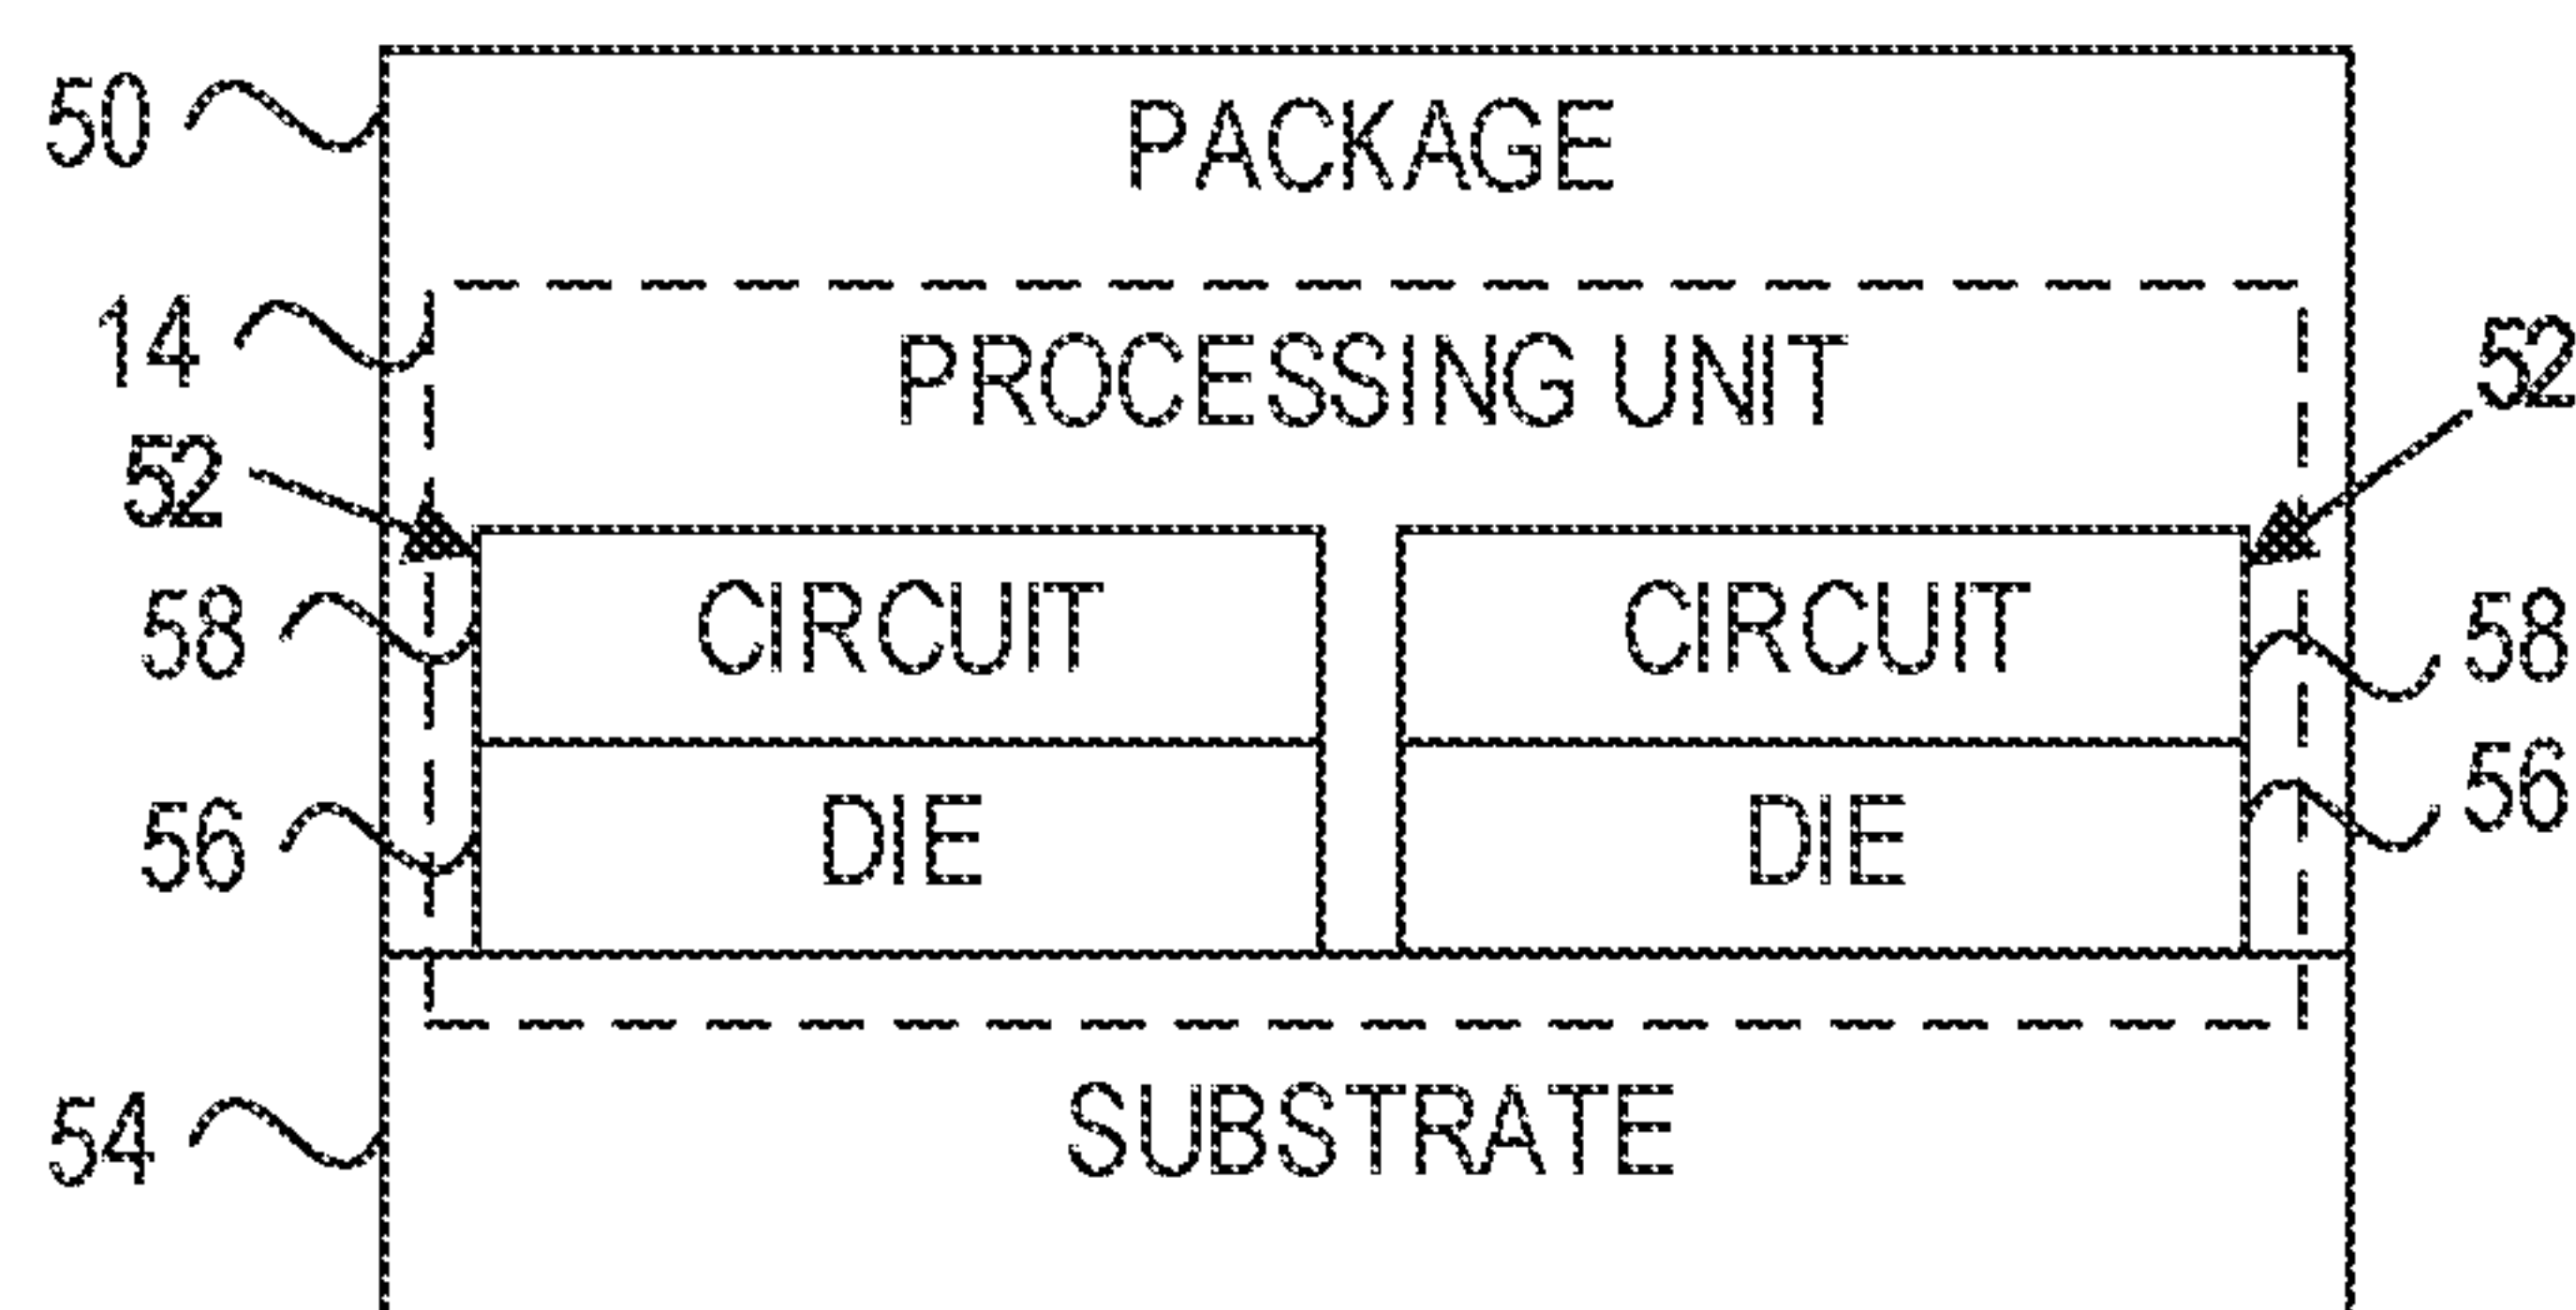 50 PACKAGE
14 PROCESSING UNIT 52
52
58 CIRCUIT CIRCUIT 58
56 DIE DIE 56
54 SUBSTRATE